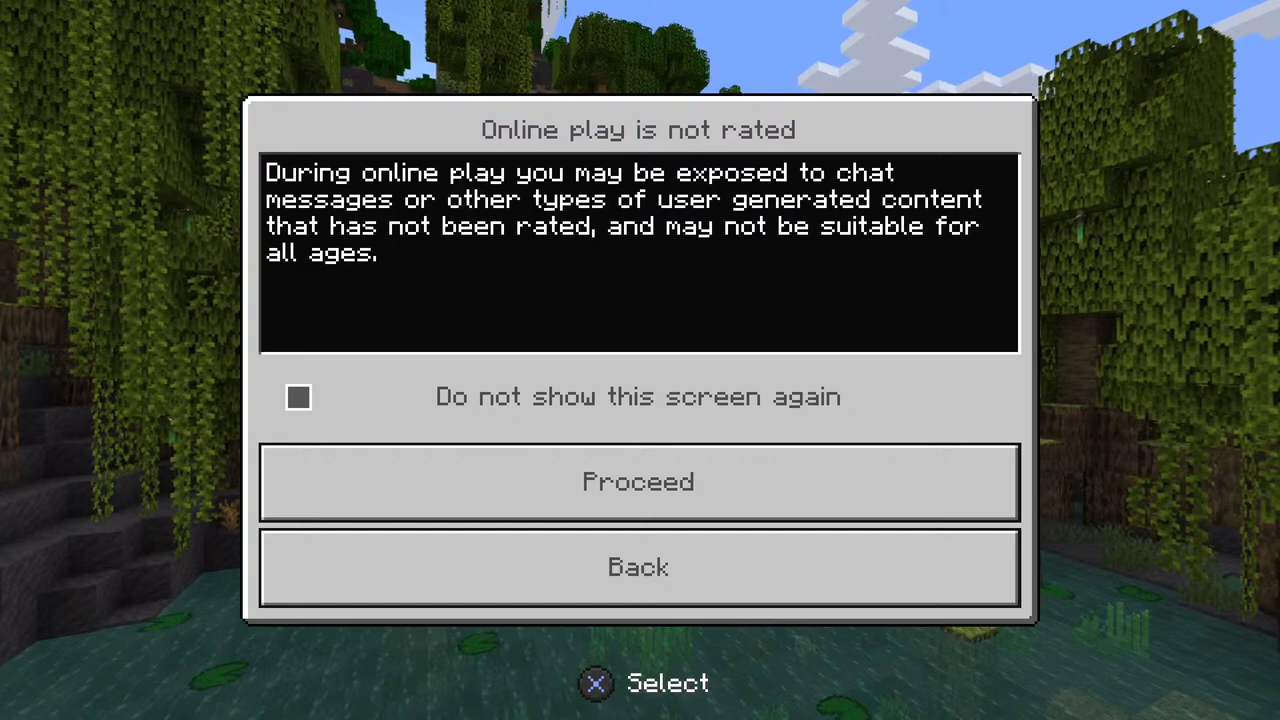 Online play is not rated
During online play you may be exposed to chat
messages or other types of user generated content
that has not been rated, and may not be suitable for
all ages.
Do not show this screen again
Proceed
Back
Select